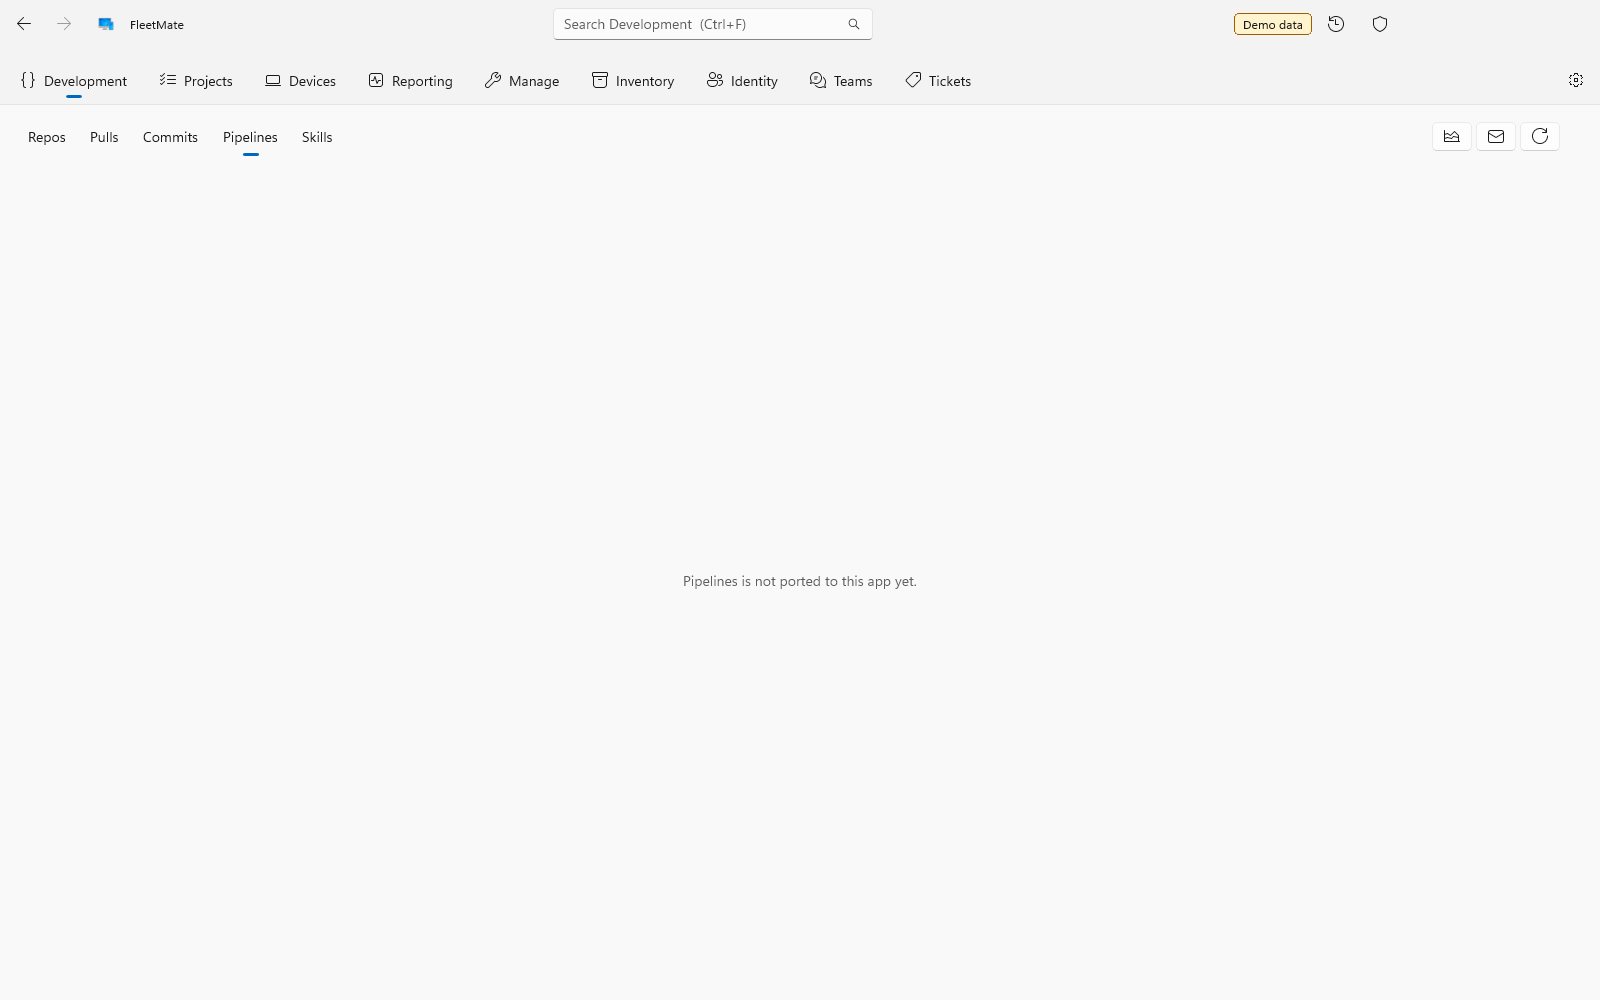 FleetMate
Search Development (Ctrl+F)
Demo data
Development
Projects
Devices
Reporting
Manage
Inventory
Identity
Teams
Tickets
Repos
Pulls
Commits
Pipelines
Skills
Pipelines is not ported to this app yet.